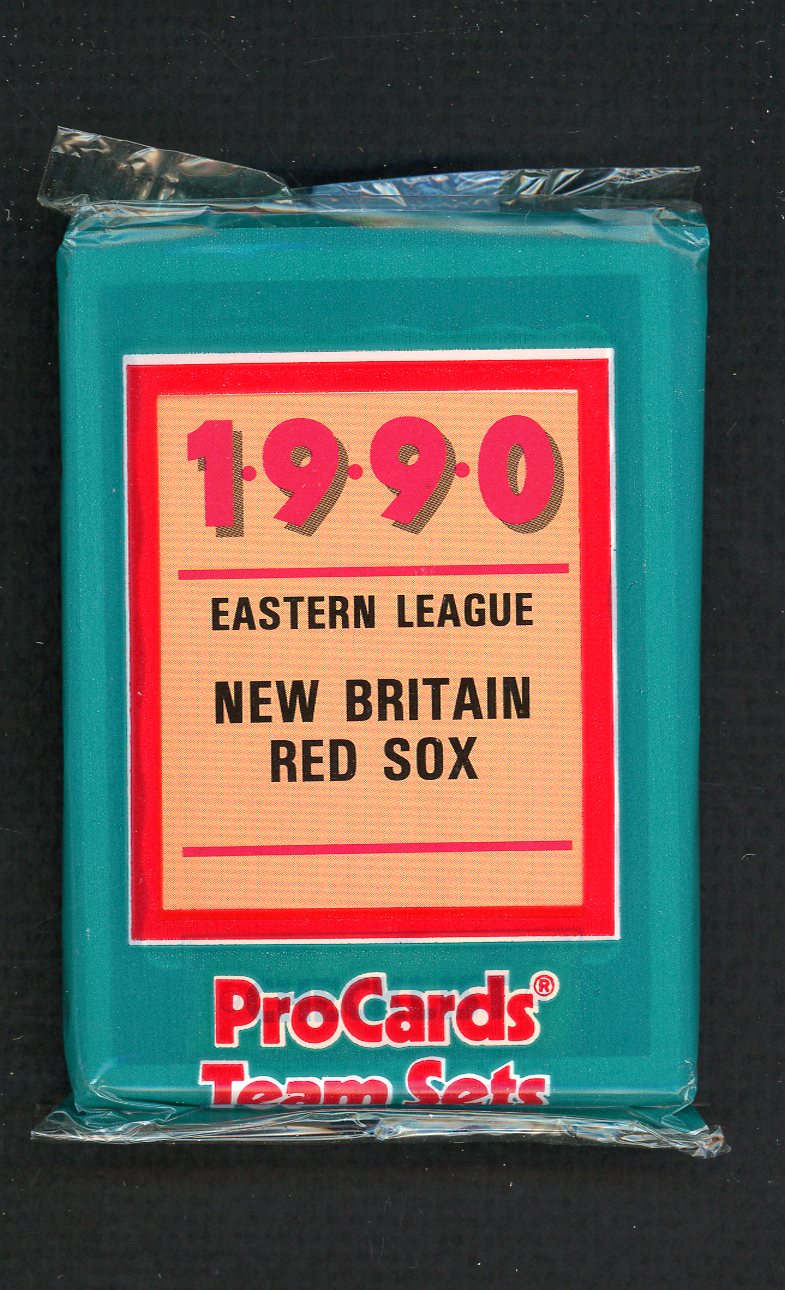 1·9·9·0
EASTERN LEAGUE
NEW BRITAIN
RED SOX
ProCards®
Team Sets